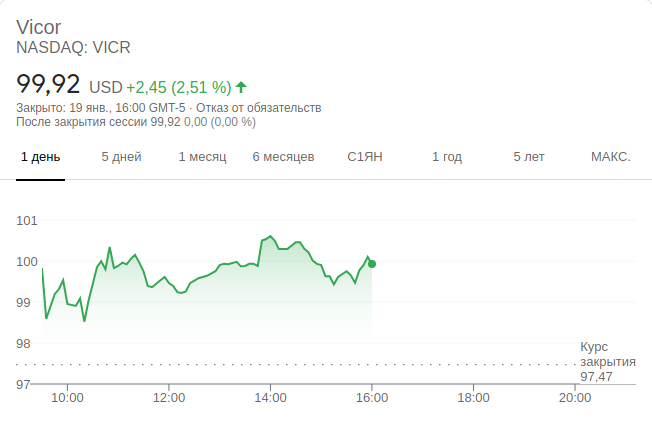 Vicor
NASDAQ: VICR
99,92 USD +2,45 (2,51 %)
Закрыто: 19 янв., 16:00 GMT-5 · Отказ от обязательств
После закрытия сессии 99,92 0,00 (0,00 %)
1 день 5 дней 1 месяц 6 месяцев С1ЯН 1 год 5 лет МАКС.
101
100
99
98
Курс
закрытия
97,47
97
10:00 12:00 14:00 16:00 18:00 20:00